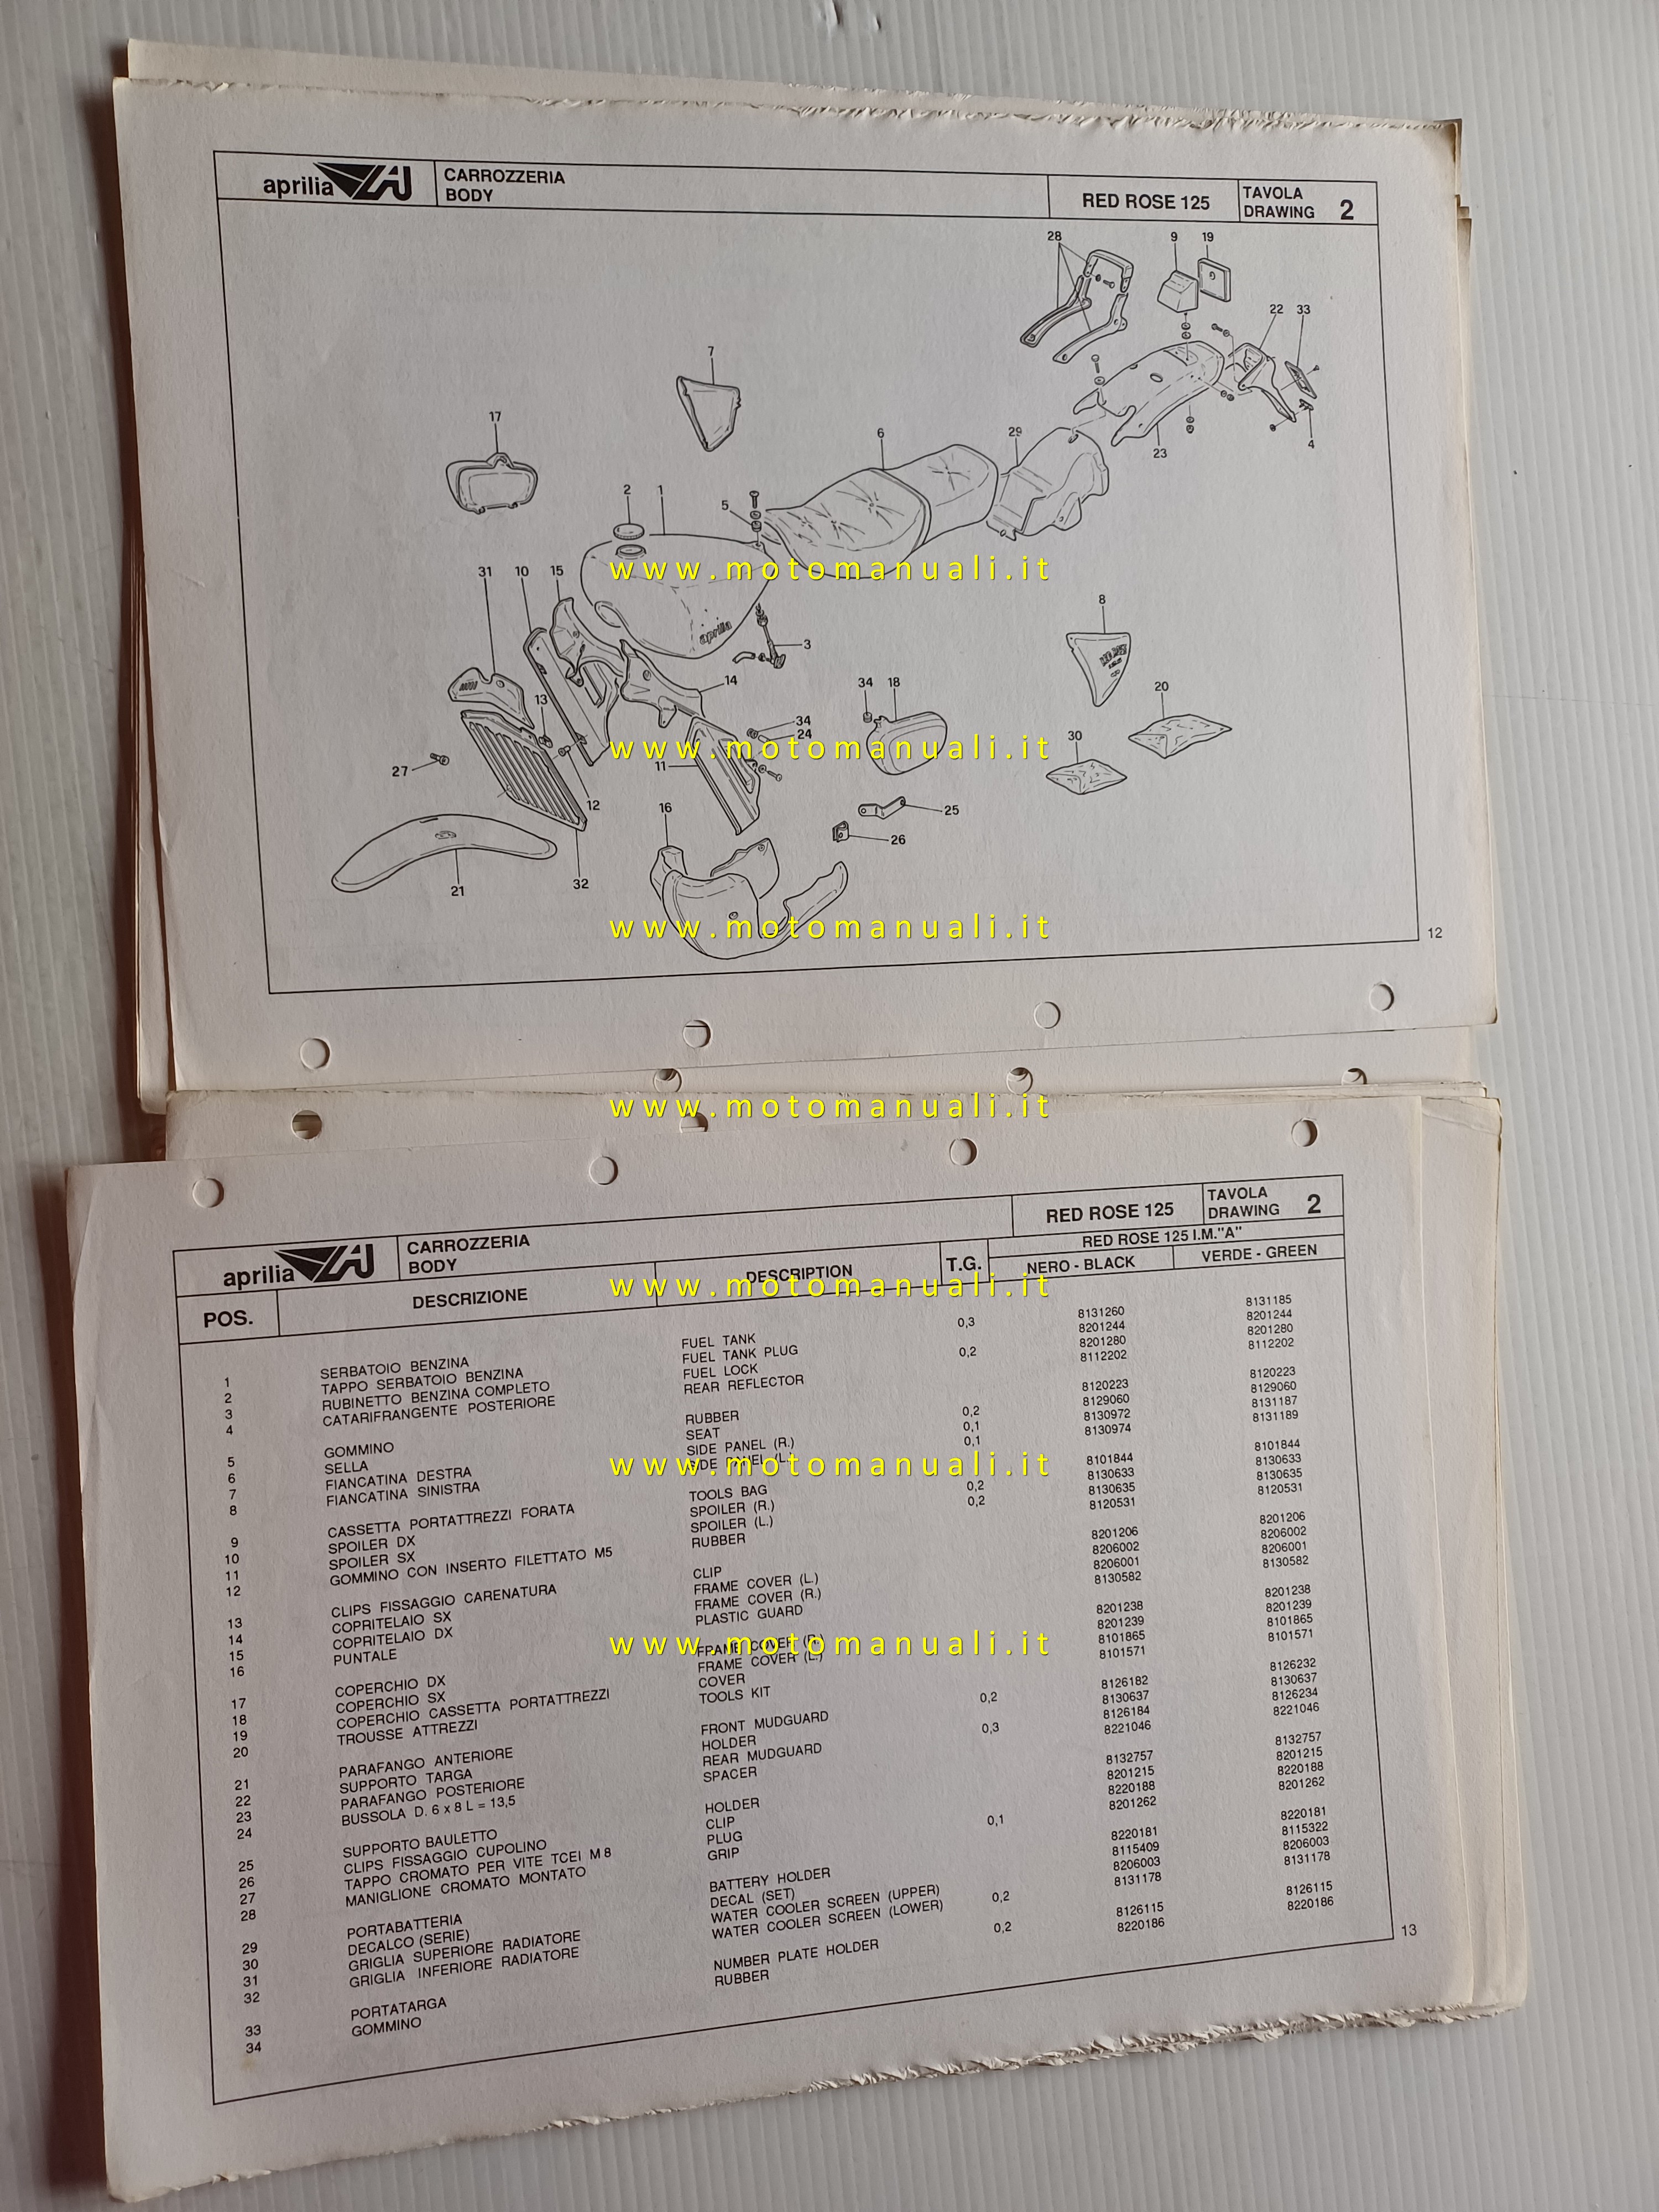 aprilia
CARROZZERIA
BODY
RED ROSE 125
TAVOLA
DRAWING 2
28 9 19
22 33
7
17
6 29
4
23
2 1
5
31 10 15
8
3
14
13
34 18
20
34
24
30
27
11
12
16
25
26
21
32
aprilia
12
www.motomanuali.it
www.motomanuali.it
www.motomanuali.it
www.motomanuali.it
www.motomanuali.it
www.motomanuali.it
www.motomanuali.it
aprilia
CARROZZERIA
BODY
RED ROSE 125
TAVOLA
DRAWING 2
RED ROSE 125 I.M."A"
POS. DESCRIZIONE DESCRIPTION T.G. NERO - BLACK VERDE - GREEN
1 SERBATOIO BENZINA FUEL TANK 0,3 8131260 8131185
2 TAPPO SERBATOIO BENZINA FUEL TANK PLUG 8201244 8201244
3 RUBINETTO BENZINA COMPLETO FUEL LOCK 0,2 8201280 8201280
4 CATARIFRANGENTE POSTERIORE REAR REFLECTOR 8112202 8112202
5 GOMMINO RUBBER 8120223 8120223
6 SELLA SEAT 0,2 8129060 8129060
7 FIANCATINA DESTRA SIDE PANEL (R.) 0,1 8130972 8131187
8 FIANCATINA SINISTRA SIDE PANEL (L.) 0,1 8130974 8131189
9 CASSETTA PORTATTREZZI FORATA TOOLS BAG 8101844 8101844
10 SPOILER DX SPOILER (R.) 0,2 8130633 8130633
11 SPOILER SX SPOILER (L.) 0,2 8130635 8130635
12 GOMMINO CON INSERTO FILETTATO M5 RUBBER 8120531 8120531
13 CLIPS FISSAGGIO CARENATURA CLIP 8201206 8201206
14 COPRITELAIO SX FRAME COVER (L.) 8206002 8206002
15 COPRITELAIO DX FRAME COVER (R.) 8206001 8206001
16 PUNTALE PLASTIC GUARD 8130582 8130582
17 COPERCHIO DX FRAME COVER (R.) 8201238 8201238
18 COPERCHIO SX FRAME COVER (L.) 8201239 8201239
19 COPERCHIO CASSETTA PORTATTREZZI COVER 8101865 8101865
20 TROUSSE ATTREZZI TOOLS KIT 8101571 8101571
21 PARAFANGO ANTERIORE FRONT MUDGUARD 0,2 8126182 8126232
22 SUPPORTO TARGA HOLDER 8130637 8130637
23 PARAFANGO POSTERIORE REAR MUDGUARD 0,3 8126184 8126234
24 BUSSOLA D. 6 x 8 L = 13,5 SPACER 8221046 8221046
25 SUPPORTO BAULETTO HOLDER 8132757 8132757
26 CLIPS FISSAGGIO CUPOLINO CLIP 8201215 8201215
27 TAPPO CROMATO PER VITE TCEI M 8 PLUG 8220188 8220188
28 MANIGLIONE CROMATO MONTATO GRIP 0,1 8201262 8201262
29 PORTABATTERIA BATTERY HOLDER 8220181 8220181
30 DECALCO (SERIE) DECAL (SET) 8115409 8115322
31 GRIGLIA SUPERIORE RADIATORE WATER COOLER SCREEN (UPPER) 8206003 8206003
32 GRIGLIA INFERIORE RADIATORE WATER COOLER SCREEN (LOWER) 0,2 8131178 8131178
33 PORTATARGA NUMBER PLATE HOLDER 0,2 8126115 8126115
34 GOMMINO RUBBER 8220186 8220186
13